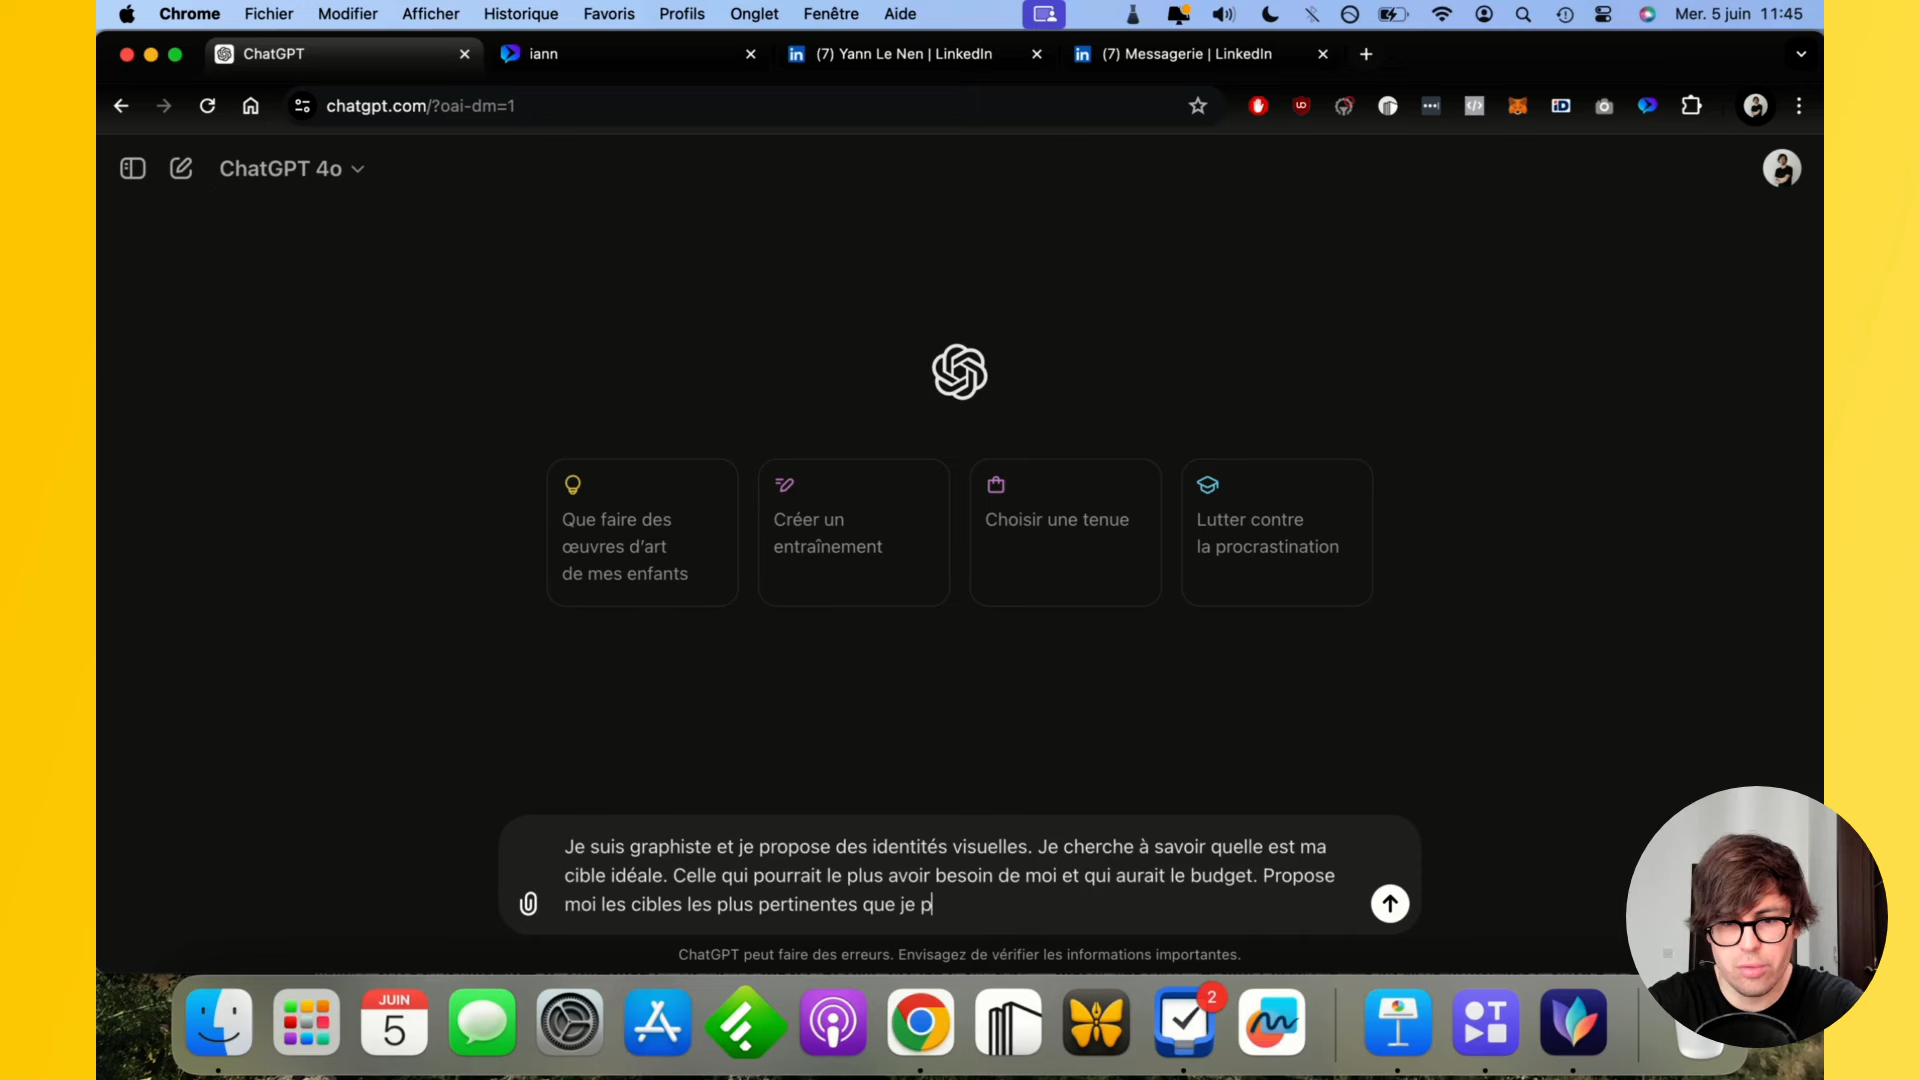 Chrome Fichier Modifier Afficher Historique Favoris Profils Onglet Fenêtre Aide Mer. 5 juin 11:45
ChatGPT iann (7) Yann Le Nen | LinkedIn (7) Messagerie | LinkedIn
chatgpt.com/?oai-dm=1
ChatGPT 4o
Que faire des
œuvres d’art
de mes enfants
Créer un
entraînement
Choisir une tenue
Lutter contre
la procrastination
Je suis graphiste et je propose des identités visuelles. Je cherche à savoir quelle est ma
cible idéale. Celle qui pourrait le plus avoir besoin de moi et qui aurait le budget. Propose
moi les cibles les plus pertinentes que je p
ChatGPT peut faire des erreurs. Envisagez de vérifier les informations importantes.
JUIN
5
2